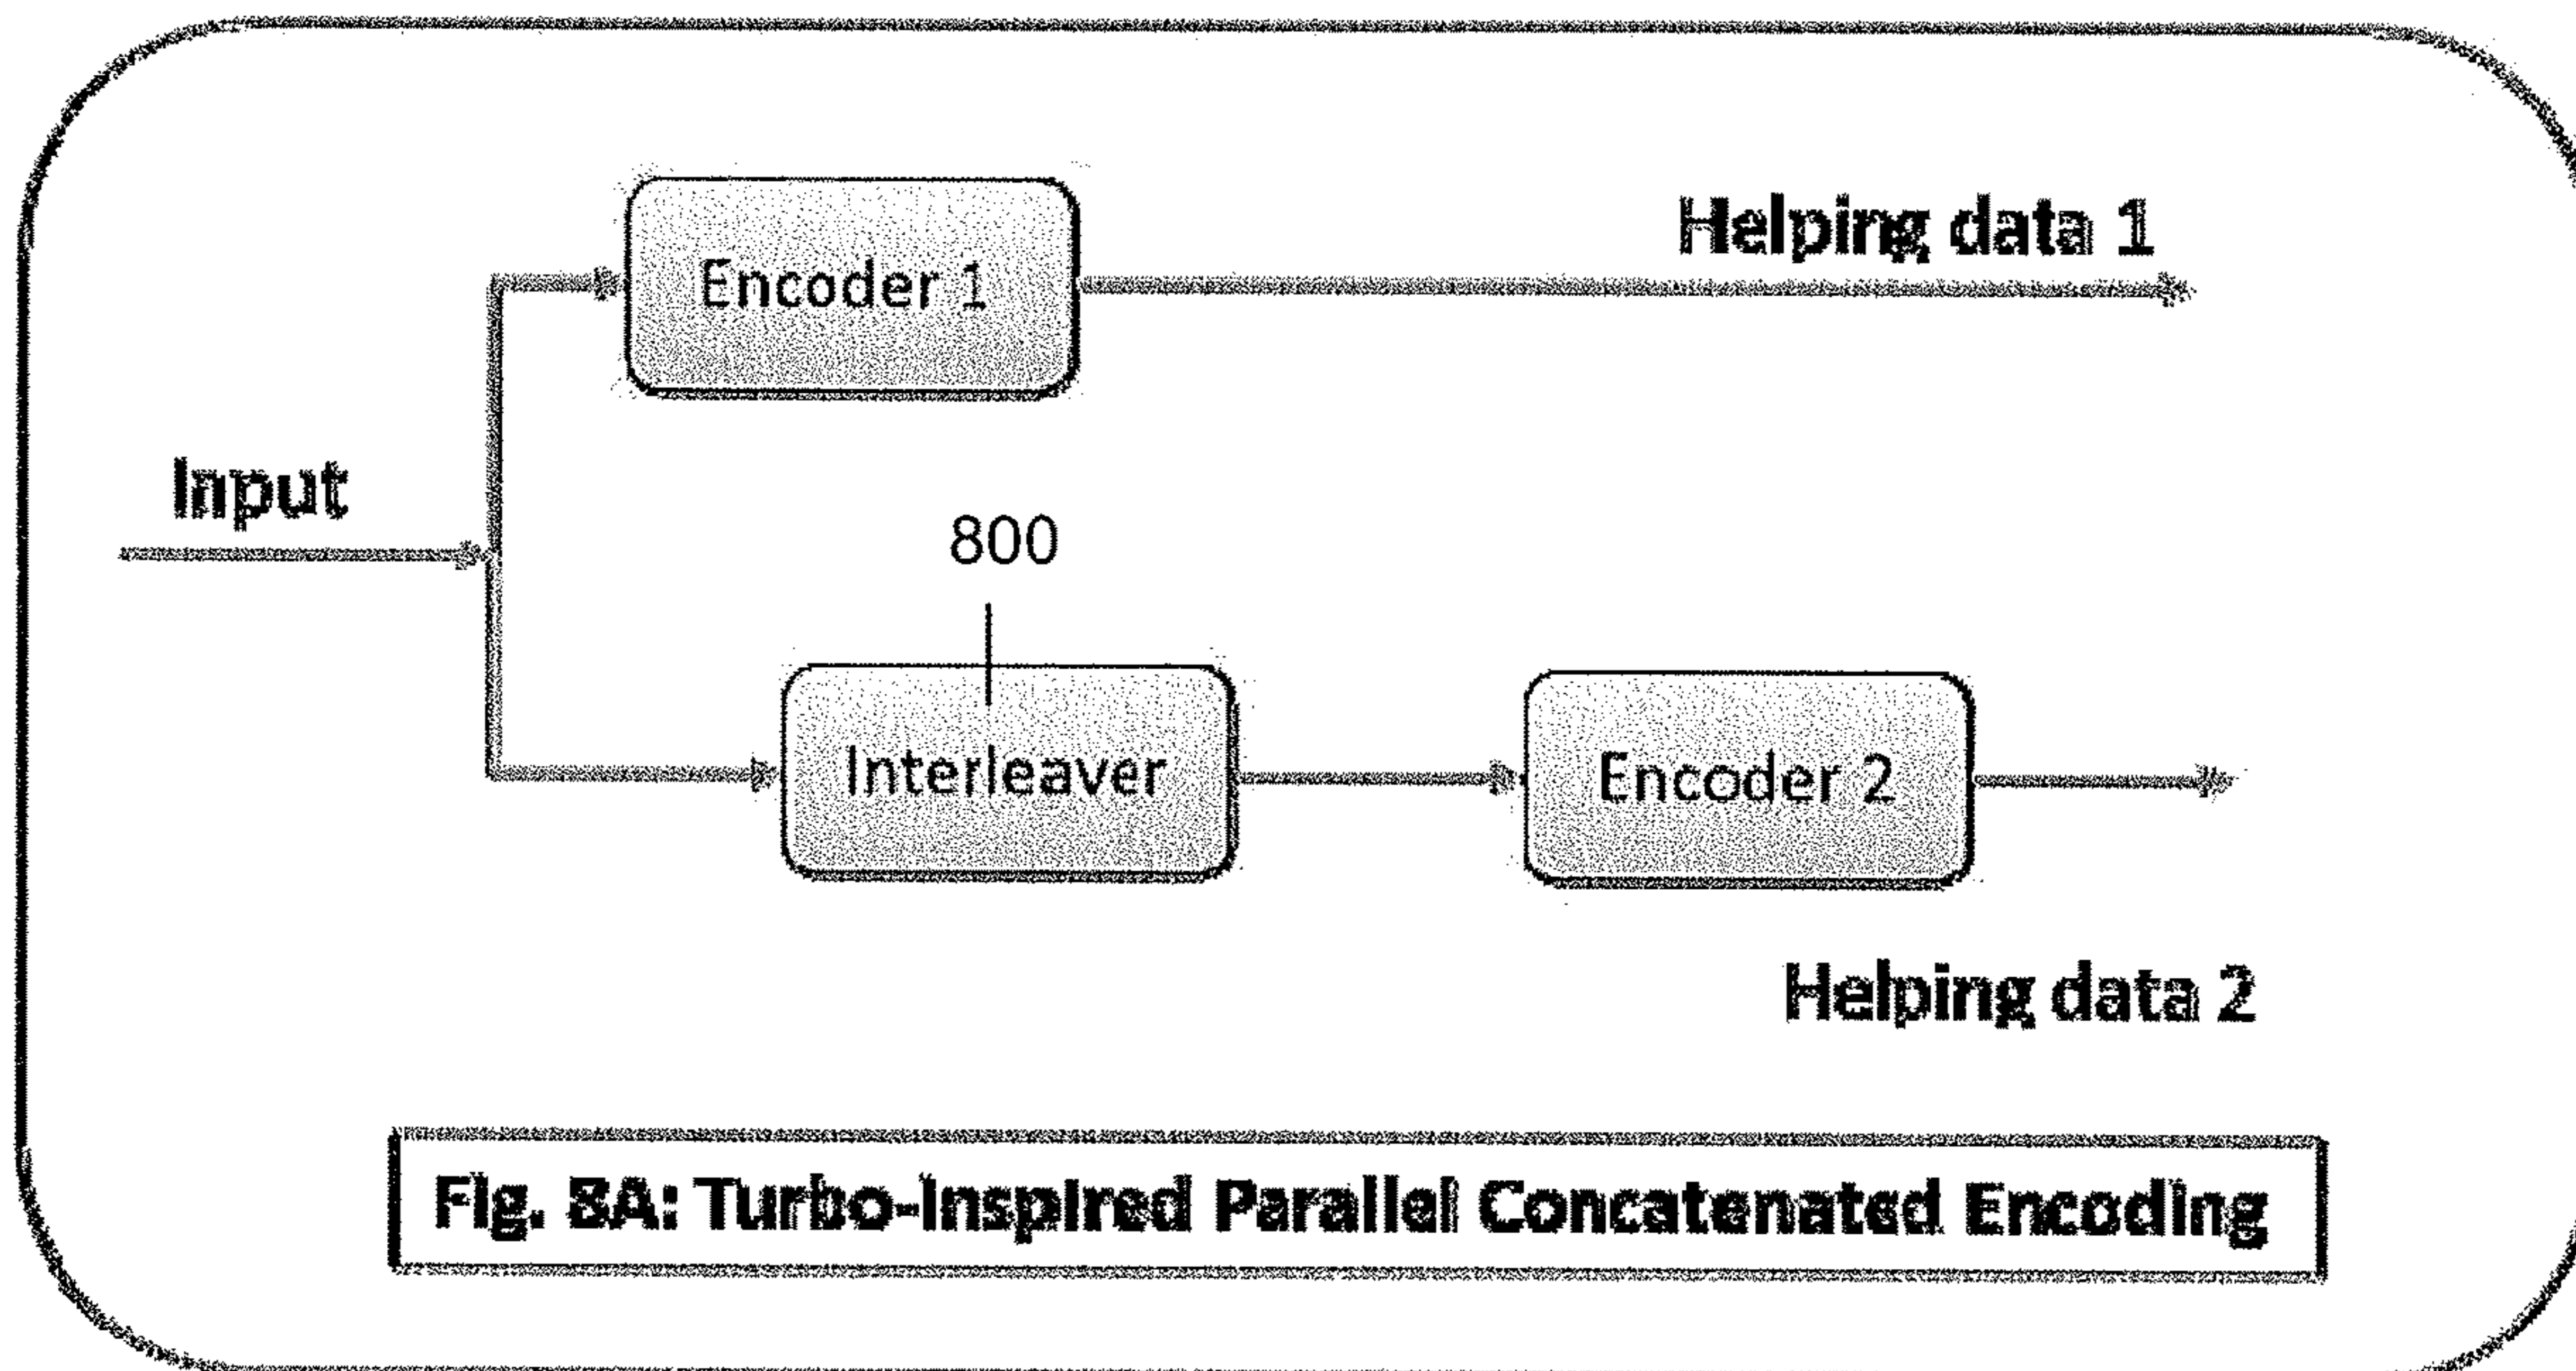 Helping data 1
Encoder 1
Input
800
Interleaver
Encoder 2
Helping data 2
Fig. 8A: Turbo-Inspired Parallel Concatenated Encoding